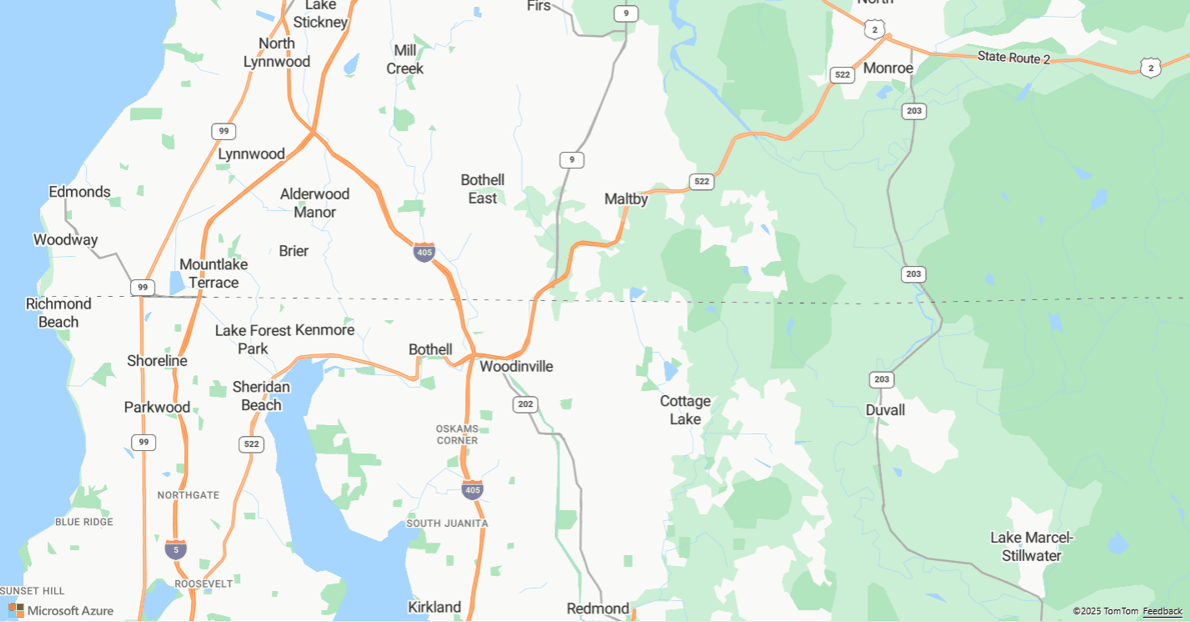 Lake
Stickney
Firs
9
North
2
North
Lynnwood
Mill
Creek
State Route 2
2
522
Monroe
203
99
Lynnwood
9
Bothell
East
522
Maltby
Edmonds
Alderwood
Manor
Woodway
Brier
405
Mountlake
Terrace
203
99
Richmond
Beach
Lake Forest
Park
Kenmore
Bothell
Shoreline
Woodinville
Sheridan
Beach
203
Parkwood
202
Cottage
Lake
Duvall
99
522
OSKAMS
CORNER
405
NORTHGATE
BLUE RIDGE
SOUTH JUANITA
5
Lake Marcel-
Stillwater
ROOSEVELT
SUNSET HILL
Microsoft Azure
Kirkland
Redmond
©2025 TomTom Feedback